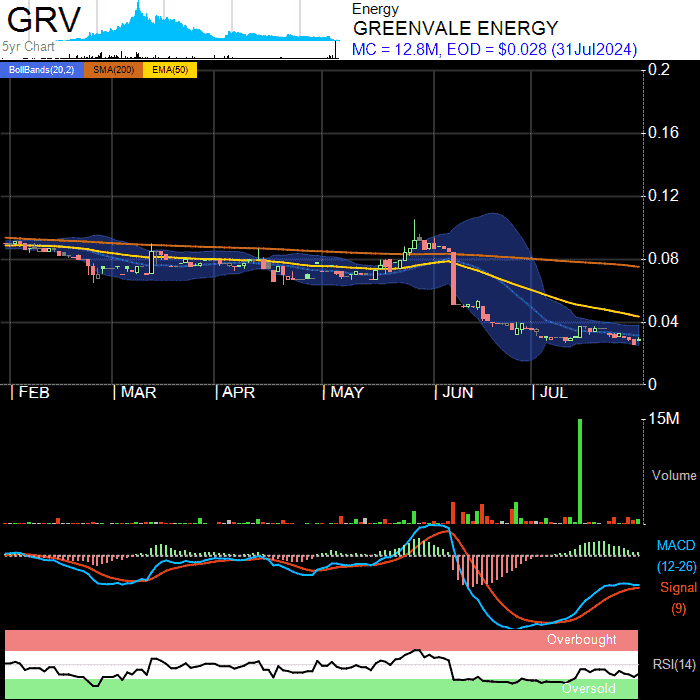 GRV
5yr Chart
Energy
GREENVALE ENERGY
MC = 12.8M, EOD = $0.028 (31Jul2024)
BollBands(20,2) SMA(200) EMA(50)
0.2
0.16
0.12
0.08
0.04
0
FEB MAR APR MAY JUN JUL
15M
Volume
MACD
(12-26)
Signal
(9)
Overbought
RSI(14)
Oversold